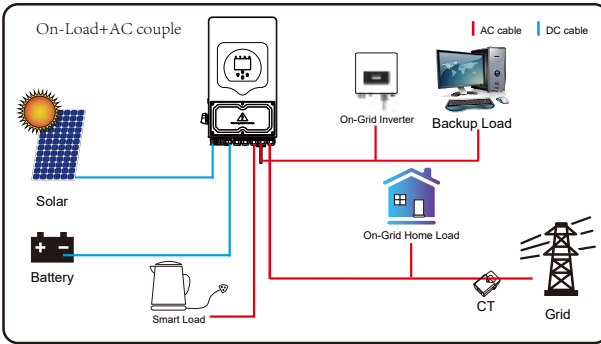 On-Load+AC couple
AC cable
DC cable
On-Grid Inverter
Backup Load
Solar
On-Grid Home Load
Battery
Smart Load
CT
Grid